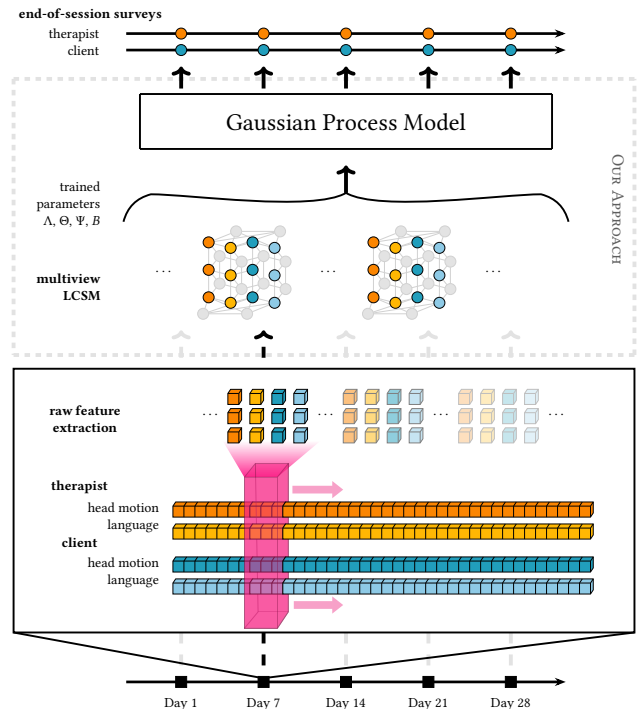 end-of-session surveys
therapist
client
Gaussian Process Model
OUR APPROACH
trained
parameters
Λ, Θ, Ψ, B
...
...
...
multiview
LCSM
raw feature
extraction
...
...
...
...
therapist
head motion
language
client
head motion
language
Day 1
Day 7
Day 14
Day 21
Day 28